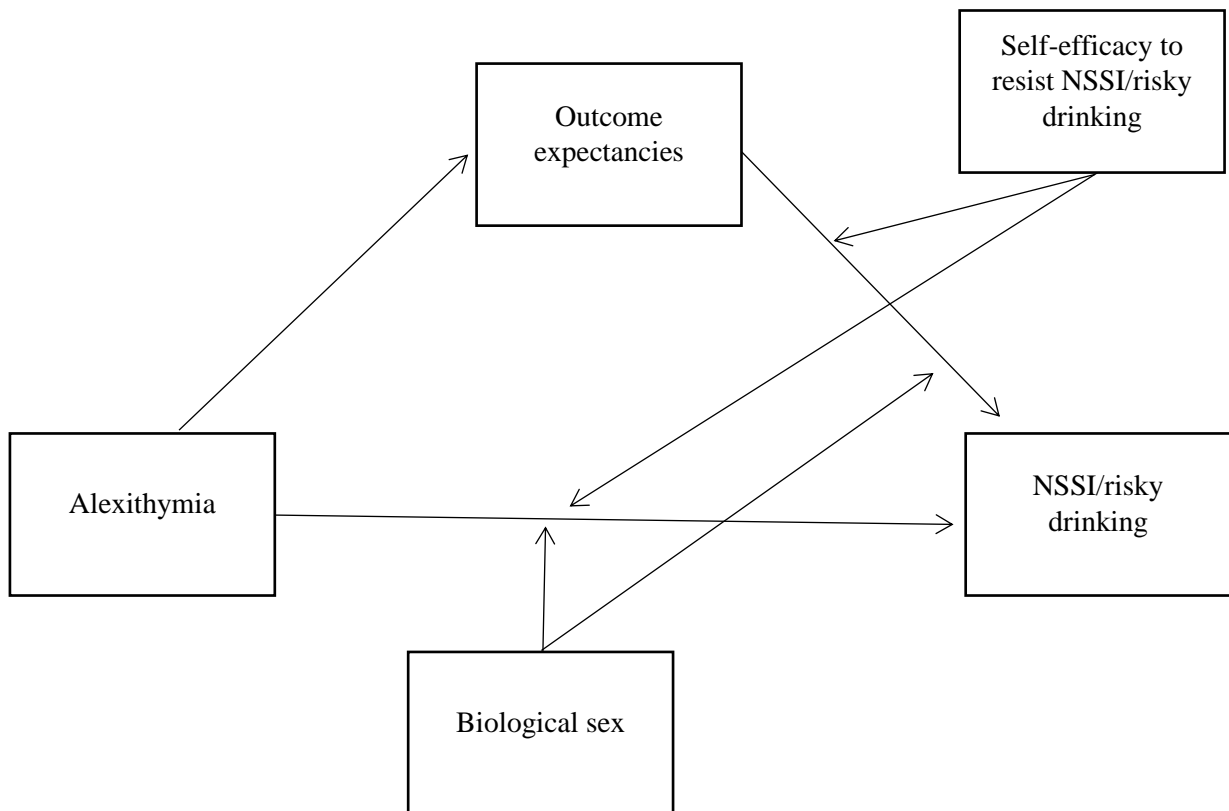 Self-efficacy to
resist NSSI/risky
drinking
Outcome
expectancies
Alexithymia
NSSI/risky
drinking
Biological sex